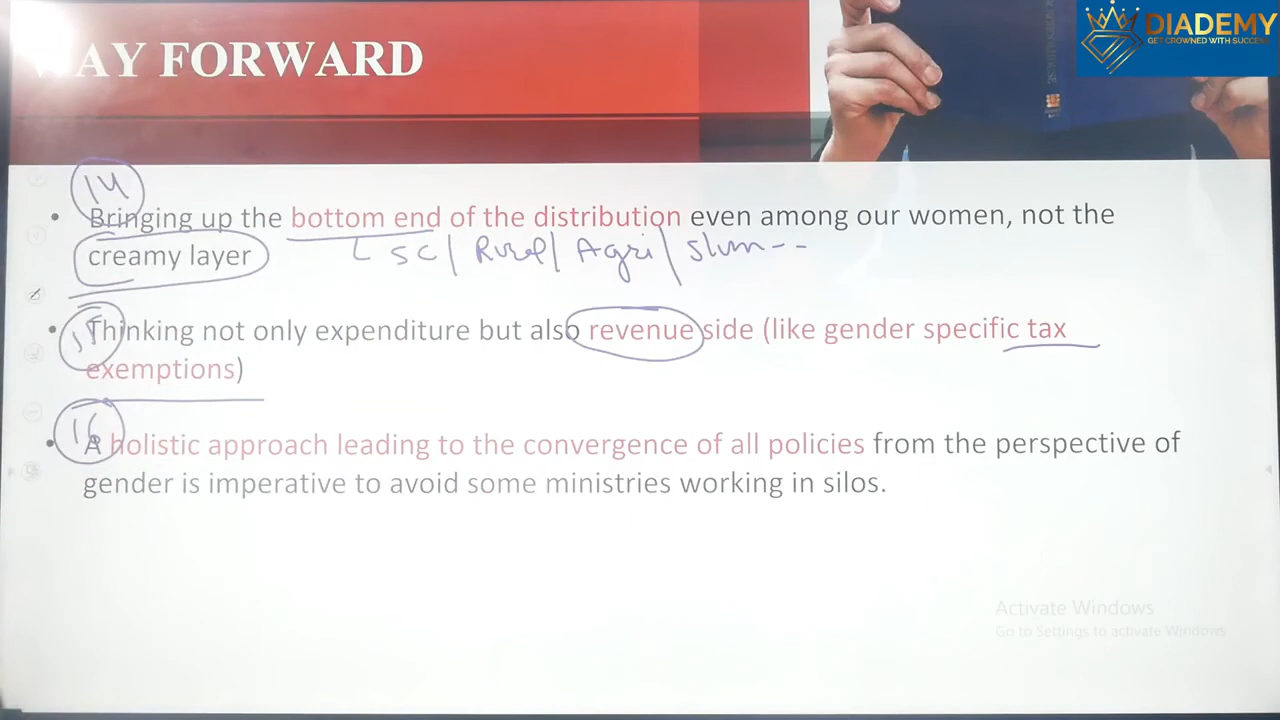 DIADEMY
GET CROWNED WITH SUCCESS
WAY FORWARD
14
• Bringing up the bottom end of the distribution even among our women, not the
creamy layer
SC / Rural / Agri / Slum --
15
• Thinking not only expenditure but also revenue side (like gender specific tax
exemptions)
16
• A holistic approach leading to the convergence of all policies from the perspective of
gender is imperative to avoid some ministries working in silos.
Activate Windows
Go to Settings to activate Windows